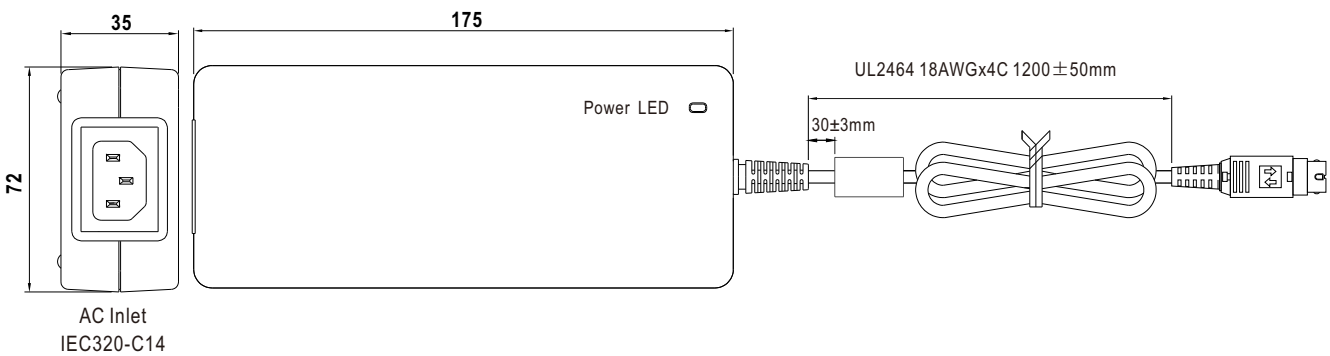 35
175
72
Power LED
UL2464 18AWGx4C 1200±50mm
30±3mm
AC Inlet
IEC320-C14